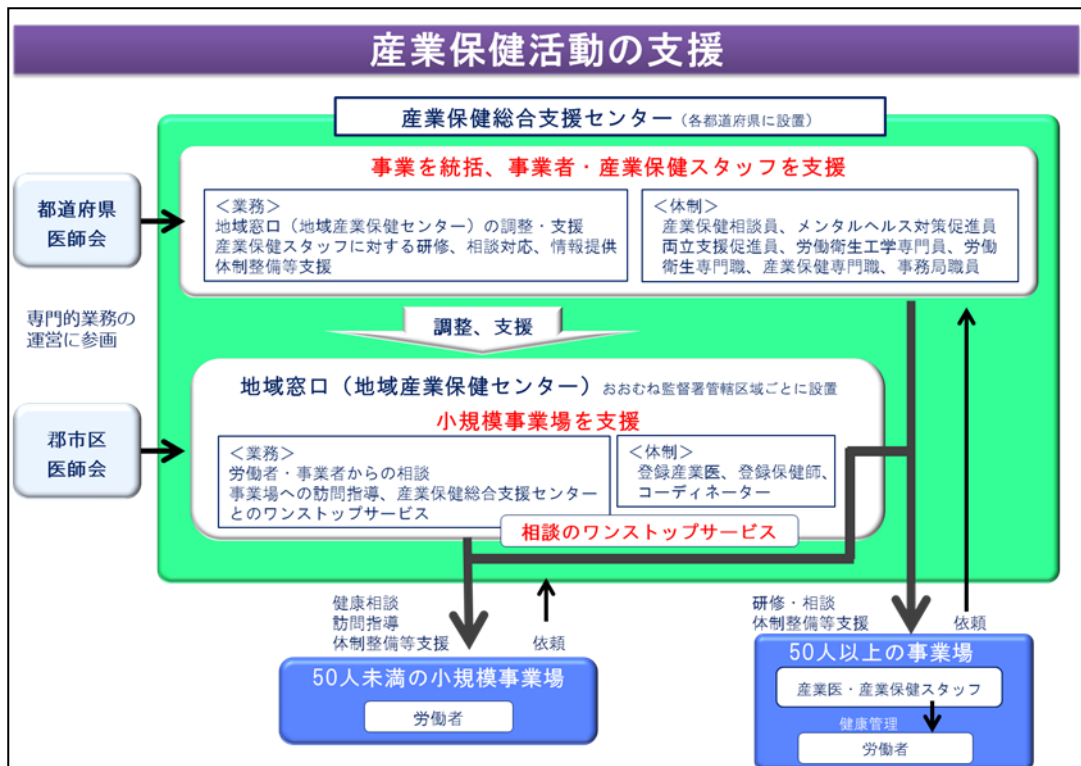 産業保健活動の支援
産業保健総合支援センター（各都道府県に設置）
事業を統括、事業者・産業保健スタッフを支援
都道府県
医師会
＜業務＞
地域窓口（地域産業保健センター）の調整・支援
産業保健スタッフに対する研修、相談対応、情報提供
体制整備等支援
＜体制＞
産業保健相談員、メンタルヘルス対策促進員
両立支援促進員、労働衛生工学専門員、労働
衛生専門職、産業保健専門職、事務局職員
専門的業務の
運営に参画
調整、支援
地域窓口（地域産業保健センター）おおむね監督署管轄区域ごとに設置
小規模事業場を支援
郡市区
医師会
＜業務＞
労働者・事業者からの相談
事業場への訪問指導、産業保健総合支援センター
とのワンストップサービス
＜体制＞
登録産業医、登録保健師、
コーディネーター
相談のワンストップサービス
健康相談
訪問指導
体制整備等支援
依頼
研修・相談
体制整備等支援
依頼
50人未満の小規模事業場
労働者
50人以上の事業場
産業医・産業保健スタッフ
健康管理
労働者